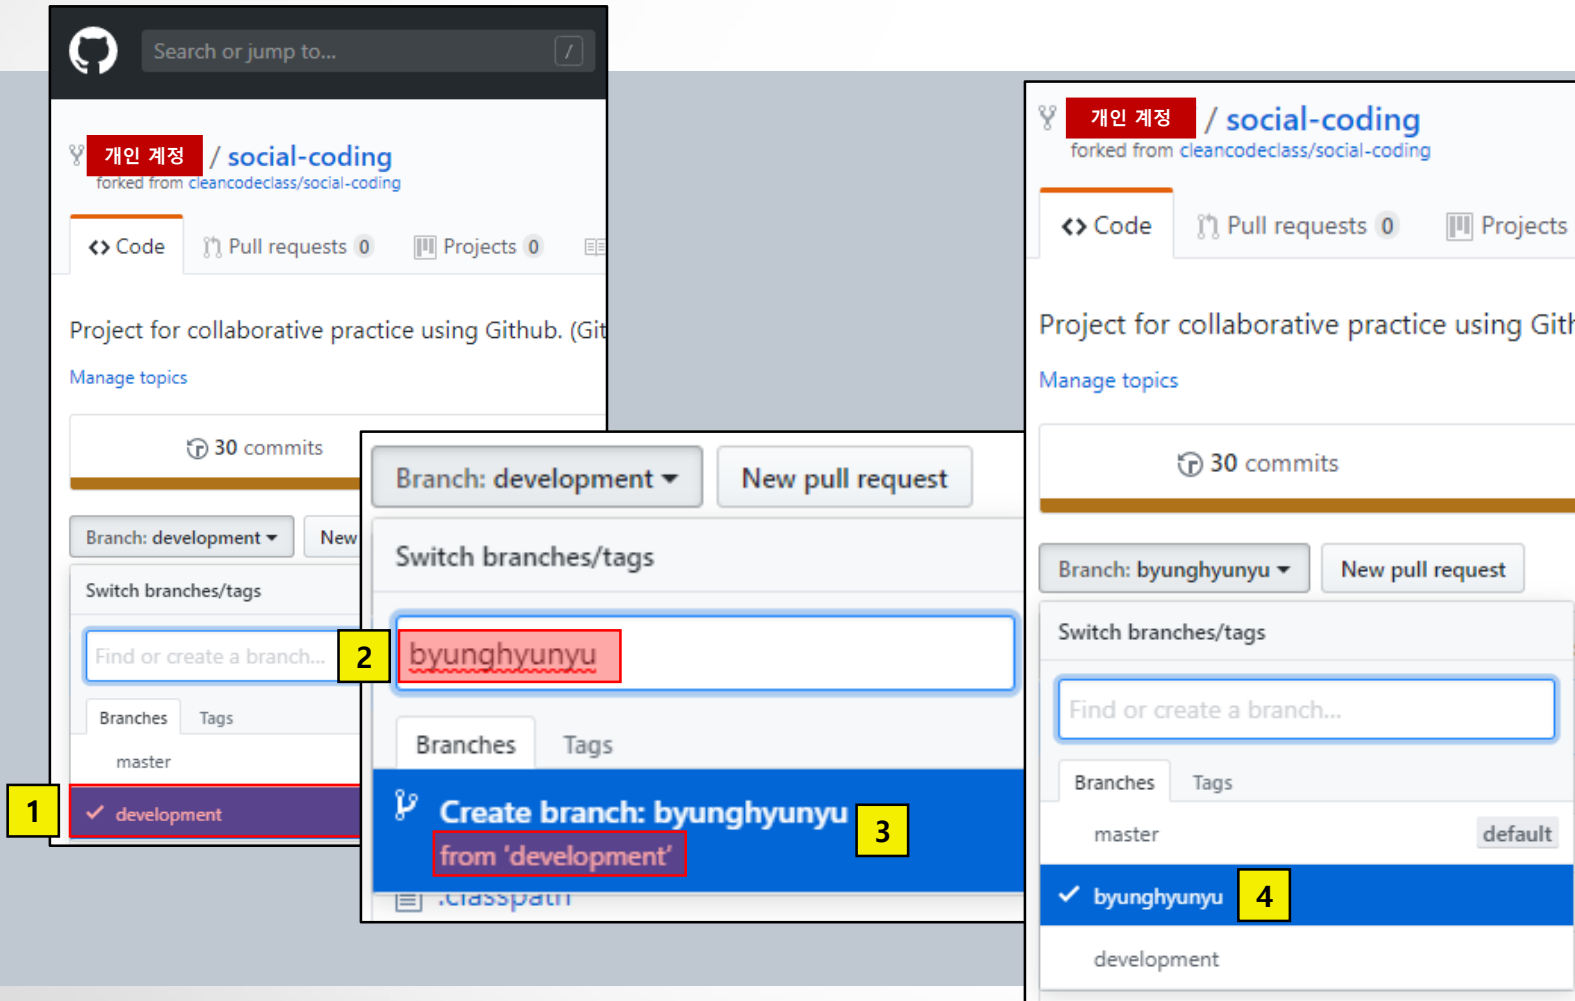 Search or jump to...
/
개인 계정 / social-coding
forked from cleancodeclass/social-coding
Code
Pull requests 0
Projects 0
Project for collaborative practice using Github. (Git
Manage topics
30 commits
Branch: development
New
Switch branches/tags
Find or create a branch...
Branches
Tags
master
1
development
Branch: development
New pull request
Switch branches/tags
2
byunghyunyu
Branches
Tags
Create branch: byunghyunyu
3
from 'development'
.classpath
개인 계정 / social-coding
forked from cleancodeclass/social-coding
Code
Pull requests 0
Projects
Project for collaborative practice using Gith
Manage topics
30 commits
Branch: byunghyunyu
New pull request
Switch branches/tags
Find or create a branch...
Branches
Tags
master
default
byunghyunyu
4
development